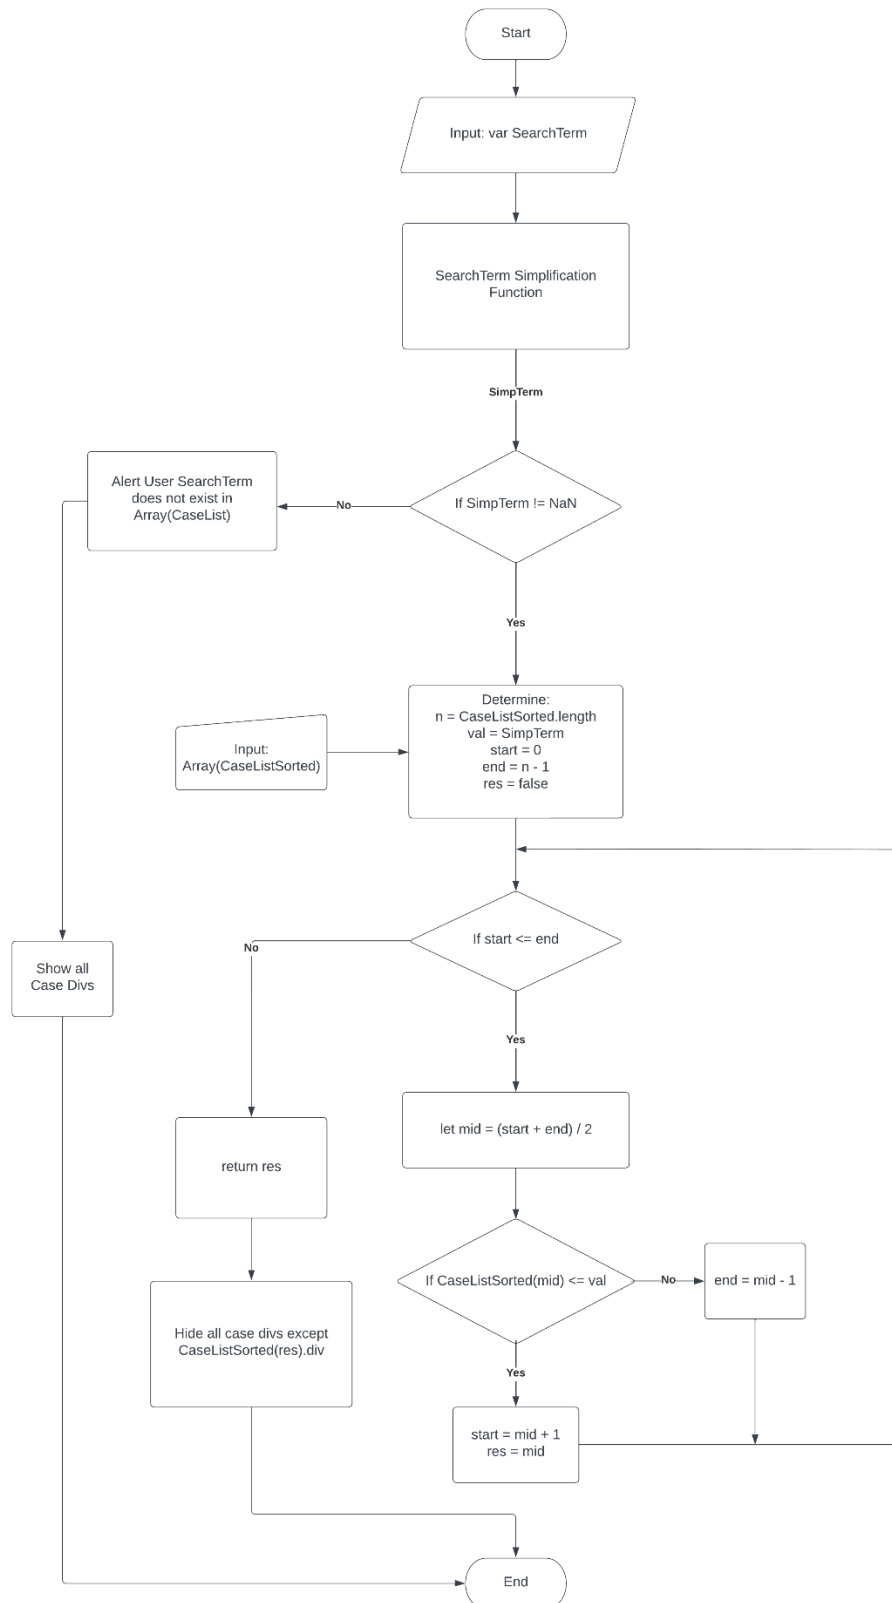 Start
Input: var SearchTerm
SearchTerm Simplification
Function
SimpTerm
If SimpTerm != NaN
No
Alert User SearchTerm
does not exist in
Array(CaseList)
Yes
Determine:
n = CaseListSorted.length
val = SimpTerm
start = 0
end = n - 1
res = false
Input:
Array(CaseListSorted)
If start <= end
No
Show all
Case Divs
Yes
let mid = (start + end) / 2
return res
If CaseListSorted(mid) <= val
No
end = mid - 1
Hide all case divs except
CaseListSorted(res).div
Yes
start = mid + 1
res = mid
End